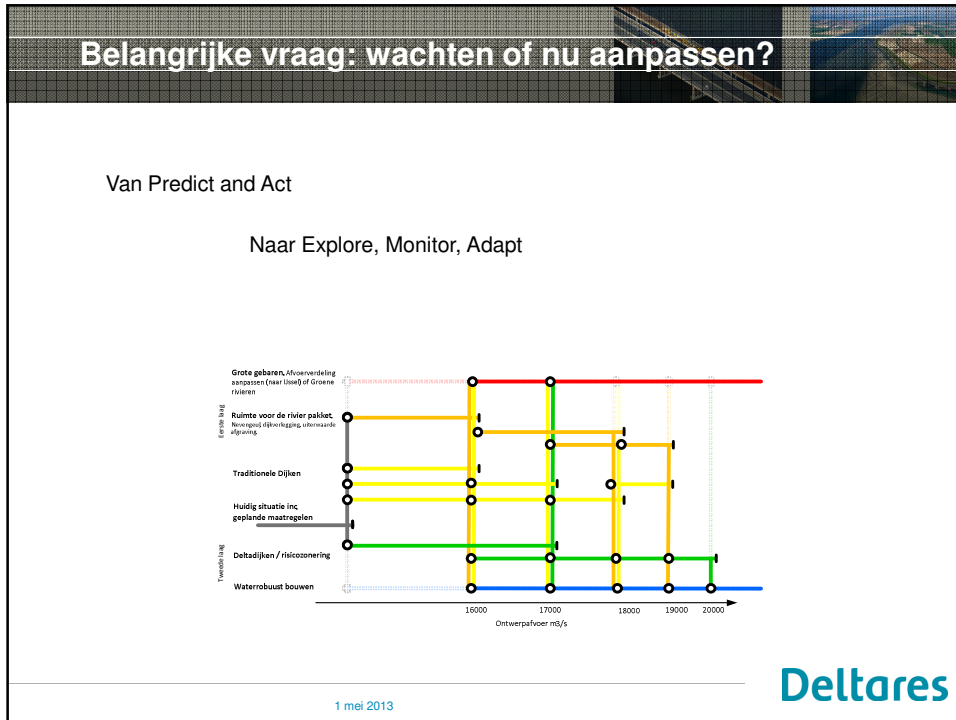 Belangrijke vraag: wachten of nu aanpassen?
Van Predict and Act
Naar Explore, Monitor, Adapt
Grote gebaren, Afvoerverdeling
aanpassen (naar IJssel) of Groene
rivieren
Eerste laag
Ruimte voor de rivier pakket,
Nevengeul, dijkverlegging, uiterwaarde
afgraving.
Traditionele Dijken
Huidig situatie inc
geplande maatregelen
Tweede laag
Deltadijken / risicozonering
Waterrobuust bouwen
16000 17000 18000 19000 20000
Ontwerpafvoer m3/s
1 mei 2013
Deltares